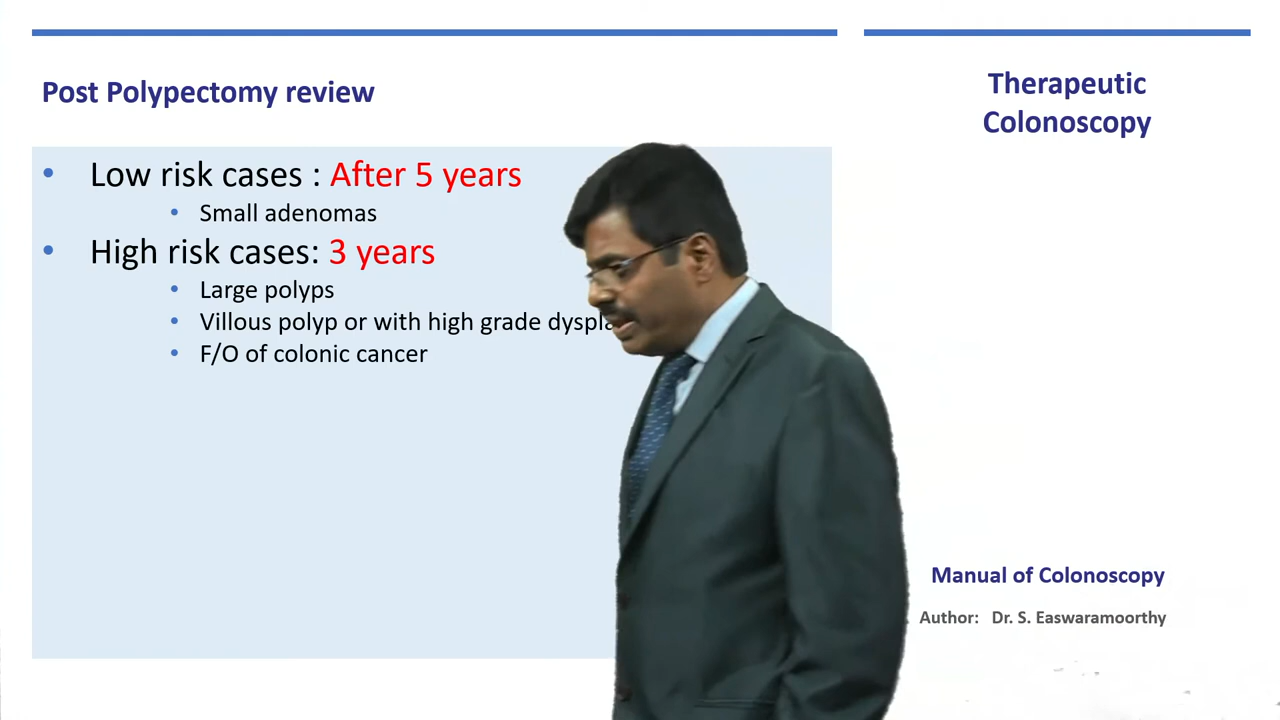 Post Polypectomy review
Therapeutic
Colonoscopy
• Low risk cases : After 5 years
• Small adenomas
• High risk cases: 3 years
• Large polyps
• Villous polyp or with high grade
• F/O of colonic cancer
Manual of Colonoscopy
Author: Dr. S. Easwaramoorthy